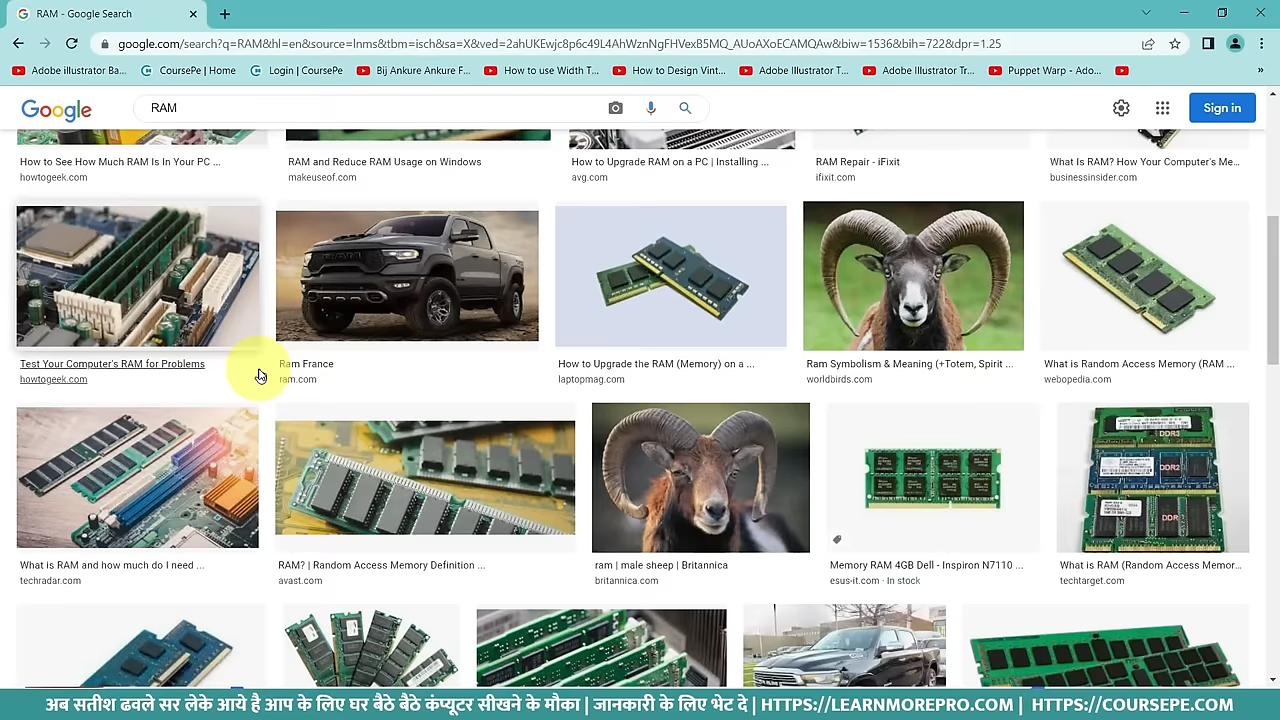 RAM - Google Search
google.com/search?q=RAM&hl=en&source=lnms&tbm=isch&sa=X&ved=2ahUKEwjc8p6c49L4AhWznNgFHVexB5MQ_AUoAXoECAMQAw&biw=1536&bih=722&dpr=1.25
Adobe illustrator Ba...
CoursePe | Home
Login | CoursePe
Bij Ankure Ankure F...
How to use Width T...
How to Design Vint...
Adobe Illustrator T...
Adobe Illustrator Tr...
Puppet Warp - Ado...
»
Google
RAM
Sign in
How to See How Much RAM Is In Your PC ...
howtogeek.com
RAM and Reduce RAM Usage on Windows
makeuseof.com
How to Upgrade RAM on a PC | Installing ...
avg.com
RAM Repair - iFixit
ifixit.com
What Is RAM? How Your Computer's Me...
businessinsider.com
RAM
Test Your Computer's RAM for Problems
howtogeek.com
Ram France
ram.com
How to Upgrade the RAM (Memory) on a ...
laptopmag.com
Ram Symbolism & Meaning (+Totem, Spirit ...
worldbirds.com
What is Random Access Memory (RAM ...
webopedia.com
DDR3
DDR2
DDR
What is RAM and how much do I need ...
techradar.com
RAM? | Random Access Memory Definition ...
avast.com
ram | male sheep | Britannica
britannica.com
Memory RAM 4GB Dell - Inspiron N7110 ...
esus-it.com · In stock
What is RAM (Random Access Memor...
techtarget.com
अब सतीश ढवले सर लेके आये है आप के लिए घर बैठे बैठे कंप्यूटर सीखने के मौका | जानकारी के लिए भेट दे | HTTPS://LEARNMOREPRO.COM | HTTPS://COURSEPE.COM